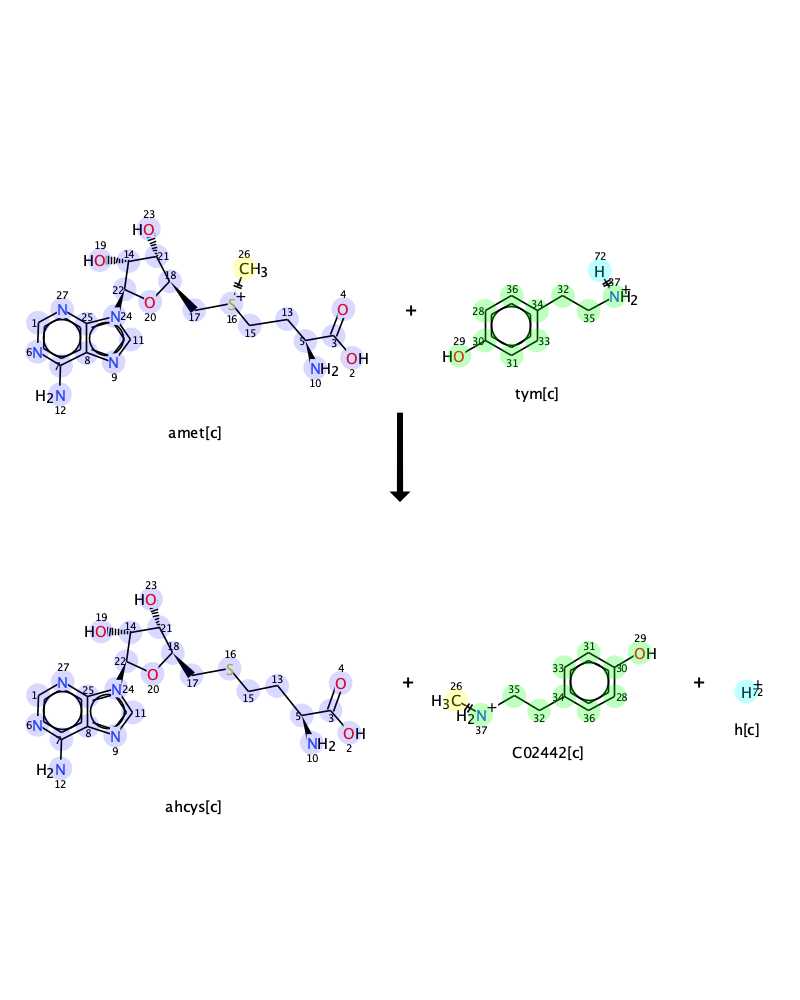 23
HO
19
HO
14
21
26
CH3
18
27
N
22
O
20
17
S+
16
13
15
4
O
5
3
OH
2
NH2
10
1
25
N
24
11
6
N
7
8
N
9
H2N
12
amet[c]
+
72
H
37
NH2
+
36
32
28
34
35
29
HO
30
33
31
tym[c]
23
HO
19
HO
14
21
18
27
N
22
O
20
17
16
S
13
15
4
O
5
3
OH
2
NH2
10
1
25
N
24
11
6
N
7
8
N
9
H2N
12
ahcys[c]
+
26
H3C
H2N+
37
35
32
34
33
31
30
29
OH
28
36
C02442[c]
+
H+
72
h[c]